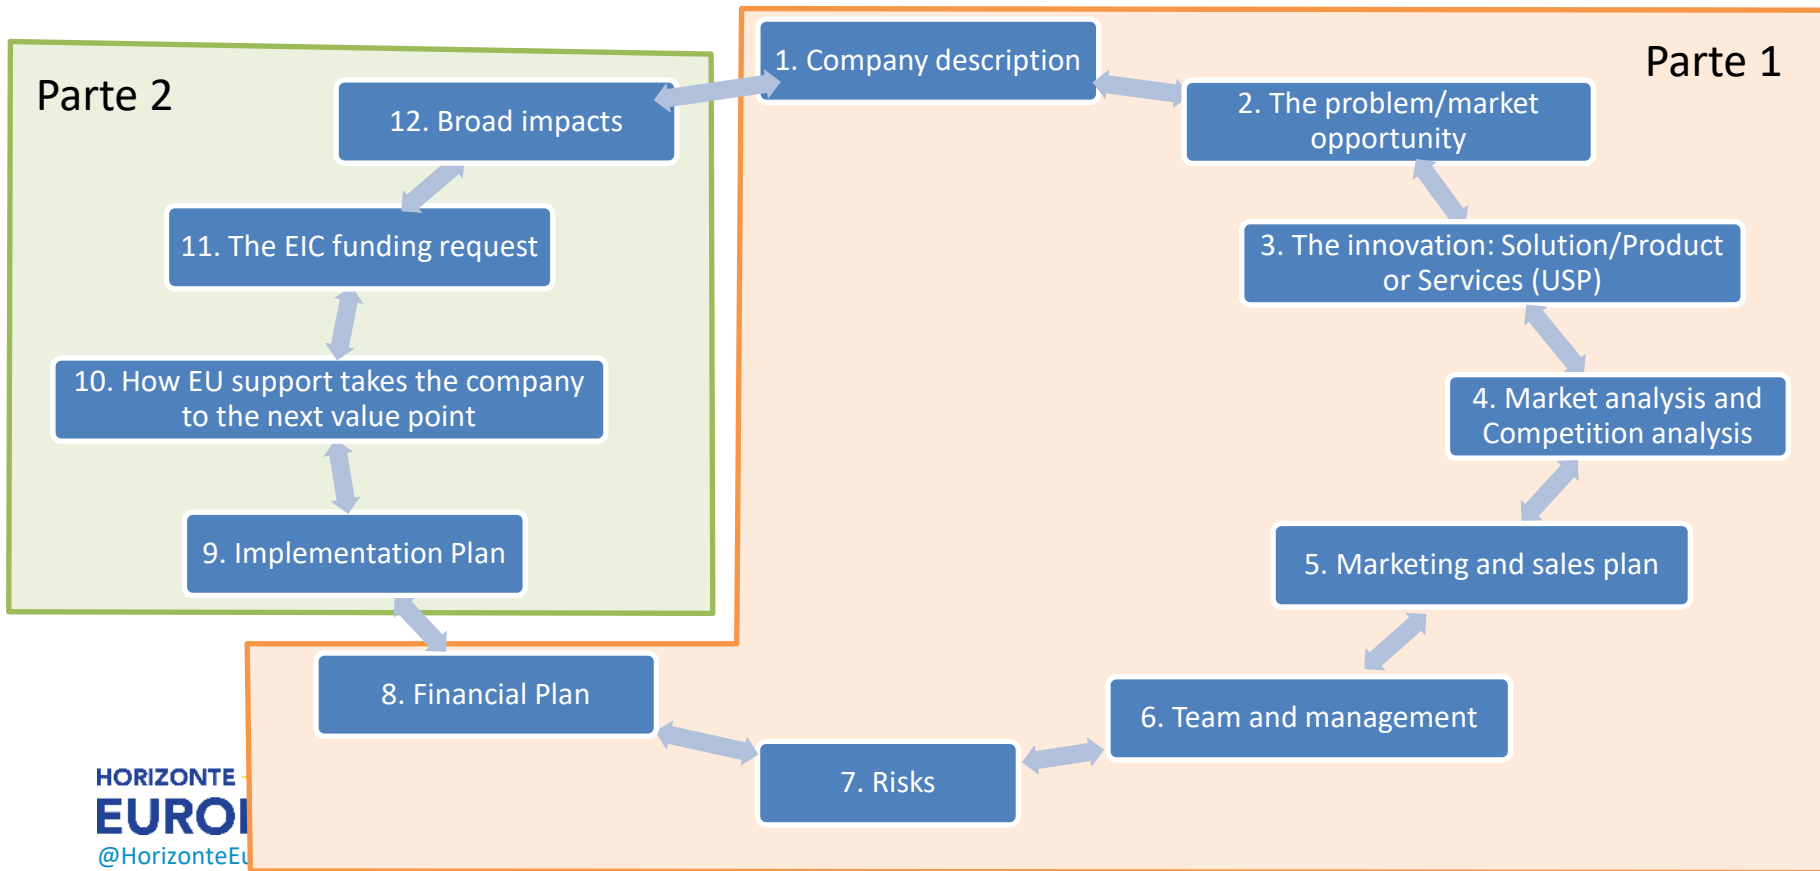 Parte 1
1. Company description
2. The problem/market
opportunity
3. The innovation: Solution/Product
or Services (USP)
4. Market analysis and
Competition analysis
5. Marketing and sales plan
6. Team and management
7. Risks
8. Financial Plan
Parte 2
9. Implementation Plan
10. How EU support takes the company
to the next value point
11. The EIC funding request
12. Broad impacts
HORIZONTE